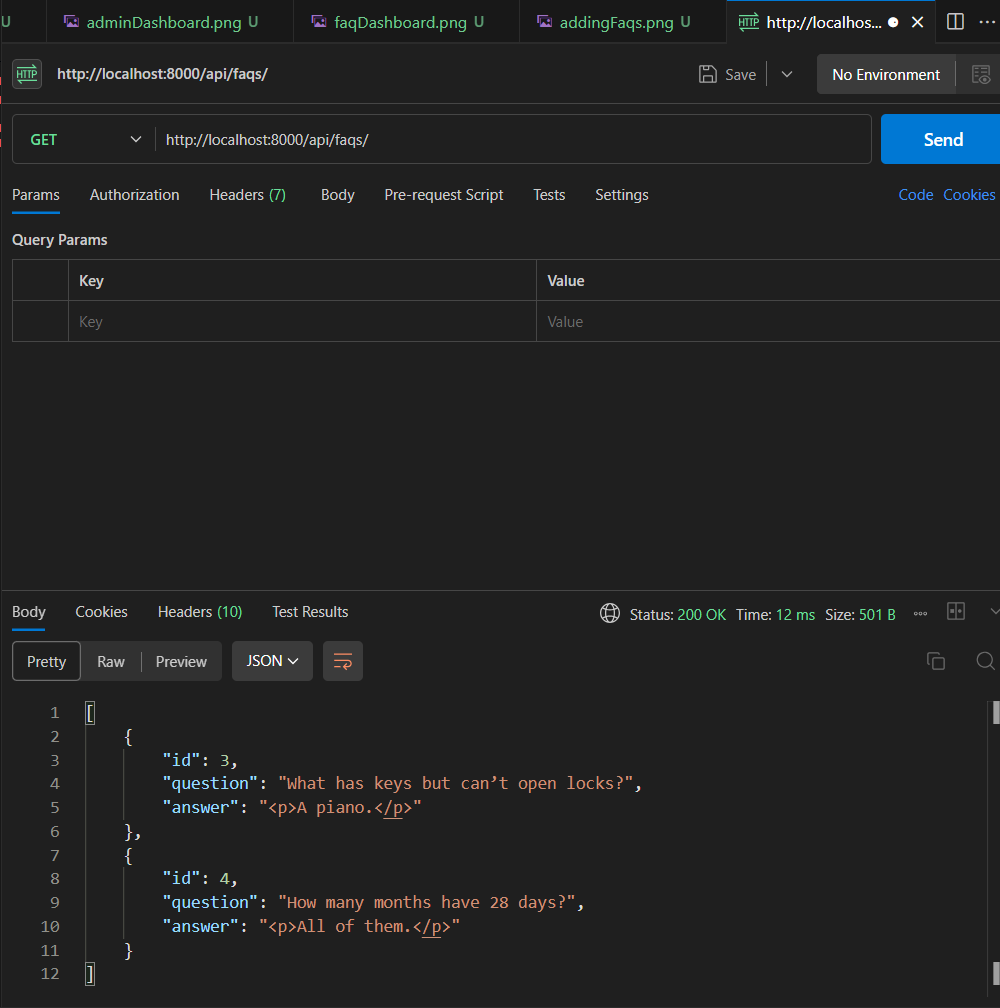 U adminDashboard.png U faqDashboard.png U addingFaqs.png U HTTP http://localhos...
HTTP http://localhost:8000/api/faqs/ Save No Environment
GET http://localhost:8000/api/faqs/ Send
Params Authorization Headers (7) Body Pre-request Script Tests Settings Code Cookies
Query Params
Key Value
Key Value
Body Cookies Headers (10) Test Results Status: 200 OK Time: 12 ms Size: 501 B
Pretty Raw Preview JSON
1 [
2 {
3 "id": 3,
4 "question": "What has keys but can’t open locks?",
5 "answer": "<p>A piano.</p>"
6 },
7 {
8 "id": 4,
9 "question": "How many months have 28 days?",
10 "answer": "<p>All of them.</p>"
11 }
12 ]